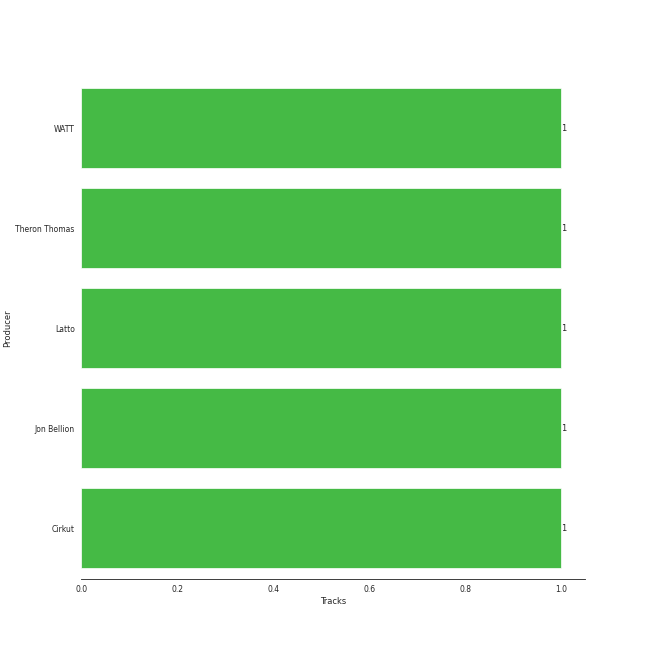 WATT
1
Theron Thomas
1
Latto
1
Jon Bellion
1
Cirkut
1
Producer
0.0 0.2 0.4 0.6 0.8 1.0
Tracks